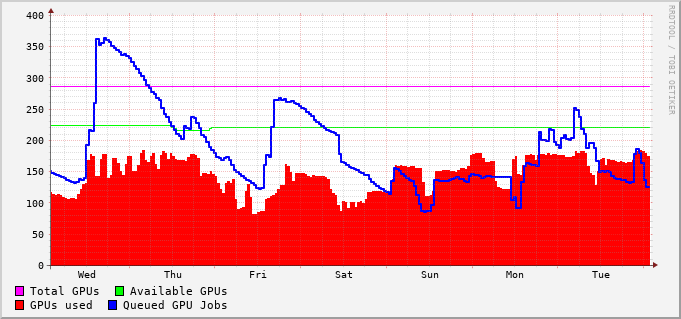 RRDTOOL / TOBI OETIKER
400
350
300
250
200
150
100
50
0
Wed Thu Fri Sat Sun Mon Tue
Total GPUs Available GPUs
GPUs used Queued GPU Jobs